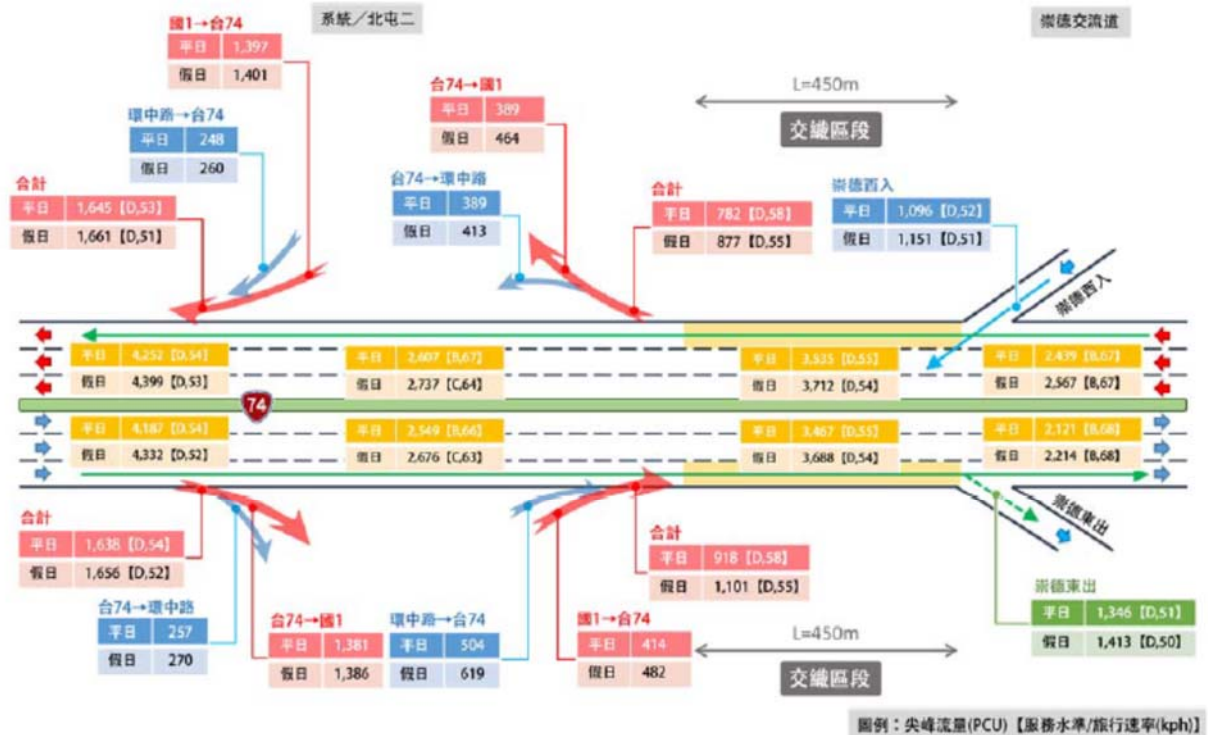 系統/北屯二
崇德交流道
國1→台74
平日 1,397
假日 1,401
環中路→台74
平日 248
假日 260
合計
平日 1,645【D,53】
假日 1,661【D,51】
台74→國1
平日 389
假日 464
台74→環中路
平日 389
假日 413
合計
平日 782【D,58】
假日 877【D,55】
L=450m
交織區段
崇德西入
平日 1,096【D,52】
假日 1,151【D,51】
崇德西入
平日 4,252【D,54】
假日 4,399【D,53】
平日 2,607【B,67】
假日 2,737【C,64】
平日 3,535【D,55】
假日 3,712【D,54】
平日 2,439【B,67】
假日 2,567【B,67】
74
平日 4,187【D,54】
假日 4,332【D,52】
平日 2,549【B,66】
假日 2,676【C,63】
平日 3,467【D,55】
假日 3,688【D,54】
平日 2,121【B,68】
假日 2,214【B,68】
崇德東出
合計
平日 1,638【D,54】
假日 1,656【D,52】
台74→環中路
平日 257
假日 270
台74→國1
平日 1,381
假日 1,386
環中路→台74
平日 504
假日 619
國1→台74
平日 414
假日 482
合計
平日 918【D,58】
假日 1,101【D,55】
L=450m
交織區段
崇德東出
平日 1,346【D,51】
假日 1,413【D,50】
圖例:尖峰流量(PCU)【服務水準/旅行速率(kph)】